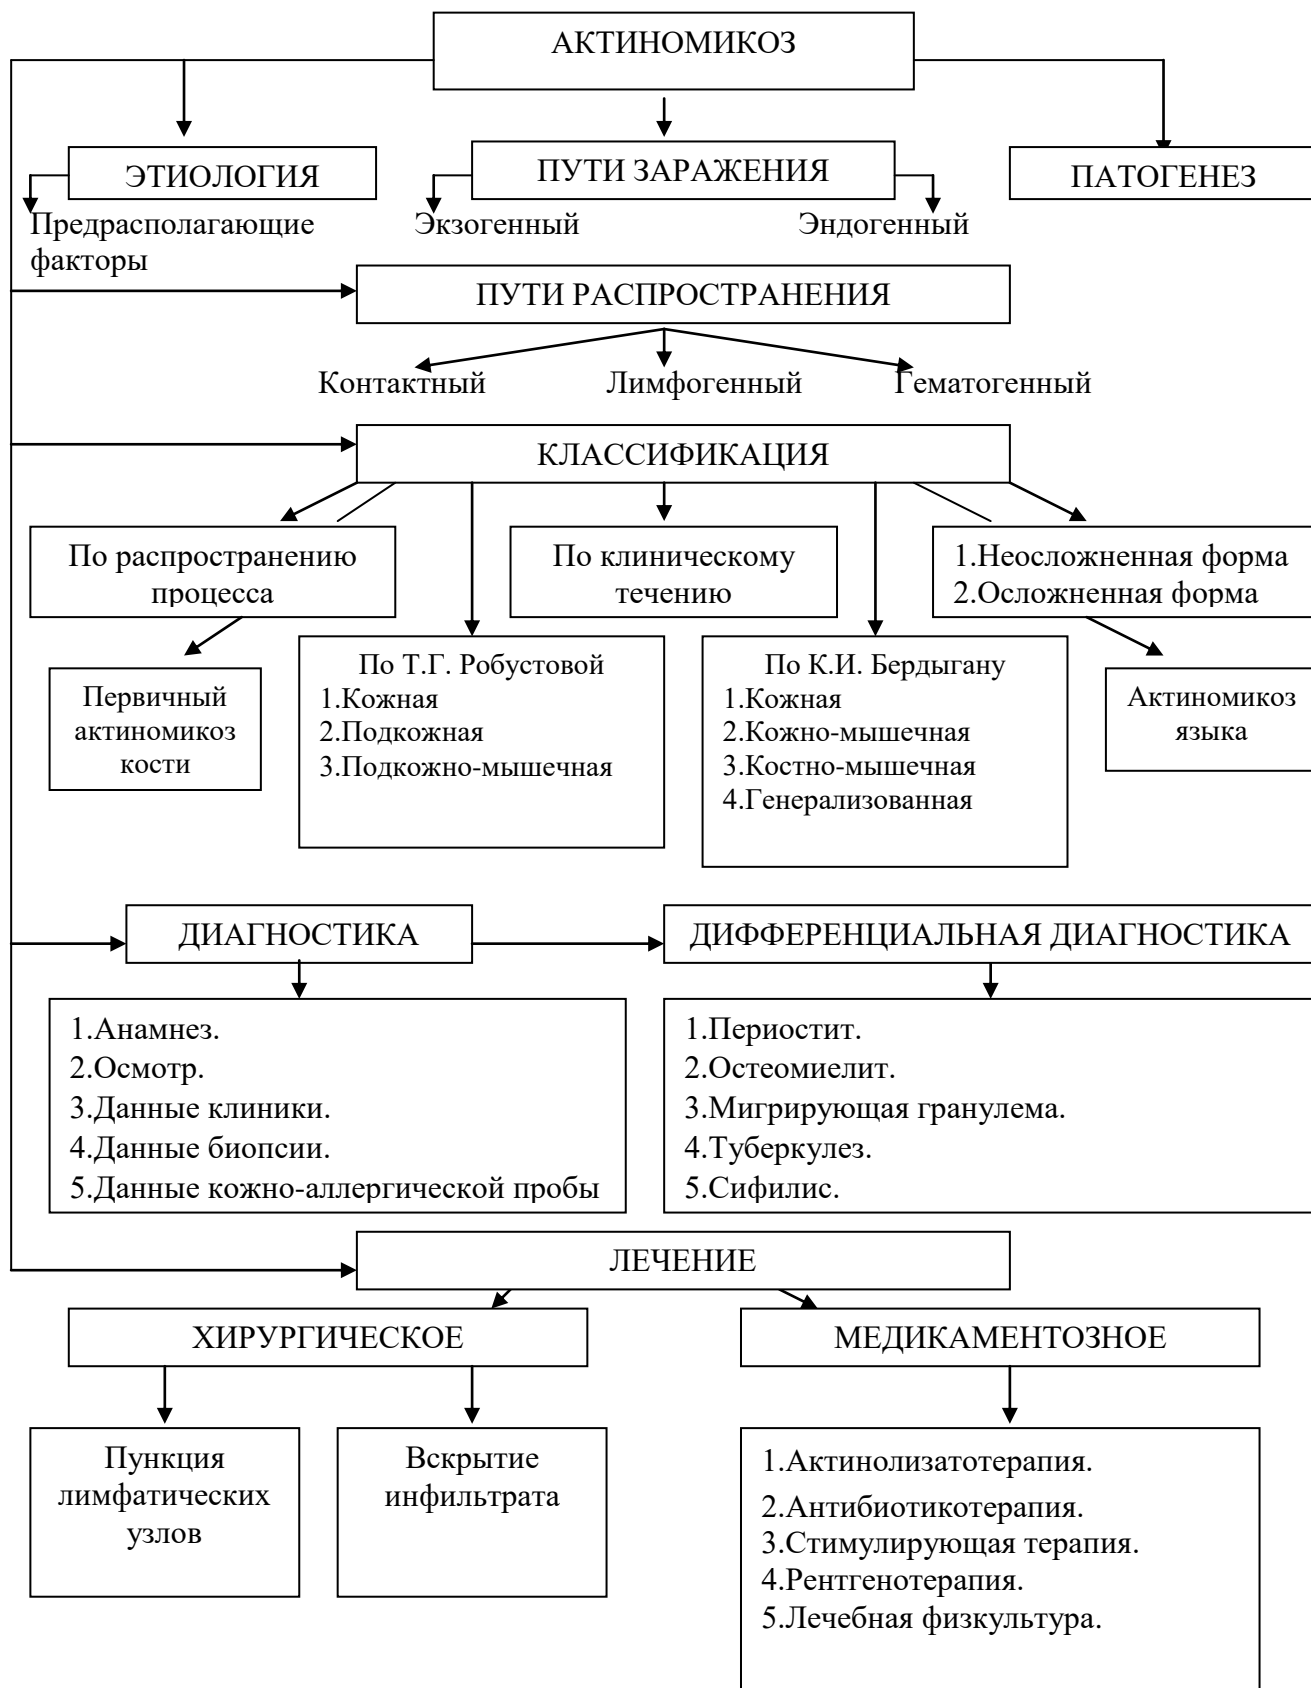 АКТИНОМИКОЗ
ЭТИОЛОГИЯ
ПУТИ ЗАРАЖЕНИЯ
ПАТОГЕНЕЗ
Предрасполагающие
факторы
Экзогенный
Эндогенный
ПУТИ РАСПРОСТРАНЕНИЯ
Контактный
Лимфогенный
Гематогенный
КЛАССИФИКАЦИЯ
По распространению
процесса
По клиническому
течению
1.Неосложненная форма
2.Осложненная форма
Первичный
актиномикоз
кости
По Т.Г. Робустовой
1.Кожная
2.Подкожная
3.Подкожно-мышечная
По К.И. Бердыгану
1.Кожная
2.Кожно-мышечная
3.Костно-мышечная
4.Генерализованная
Актиномикоз
языка
ДИАГНОСТИКА
ДИФФЕРЕНЦИАЛЬНАЯ ДИАГНОСТИКА
1.Анамнез.
2.Осмотр.
3.Данные клиники.
4.Данные биопсии.
5.Данные кожно-аллергической пробы
1.Периостит.
2.Остеомиелит.
3.Мигрирующая гранулема.
4.Туберкулез.
5.Сифилис.
ЛЕЧЕНИЕ
ХИРУРГИЧЕСКОЕ
МЕДИКАМЕНТОЗНОЕ
Пункция
лимфатических
узлов
Вскрытие
инфильтрата
1.Актинолизатотерапия.
2.Антибиотикотерапия.
3.Стимулирующая терапия.
4.Рентгенотерапия.
5.Лечебная физкультура.